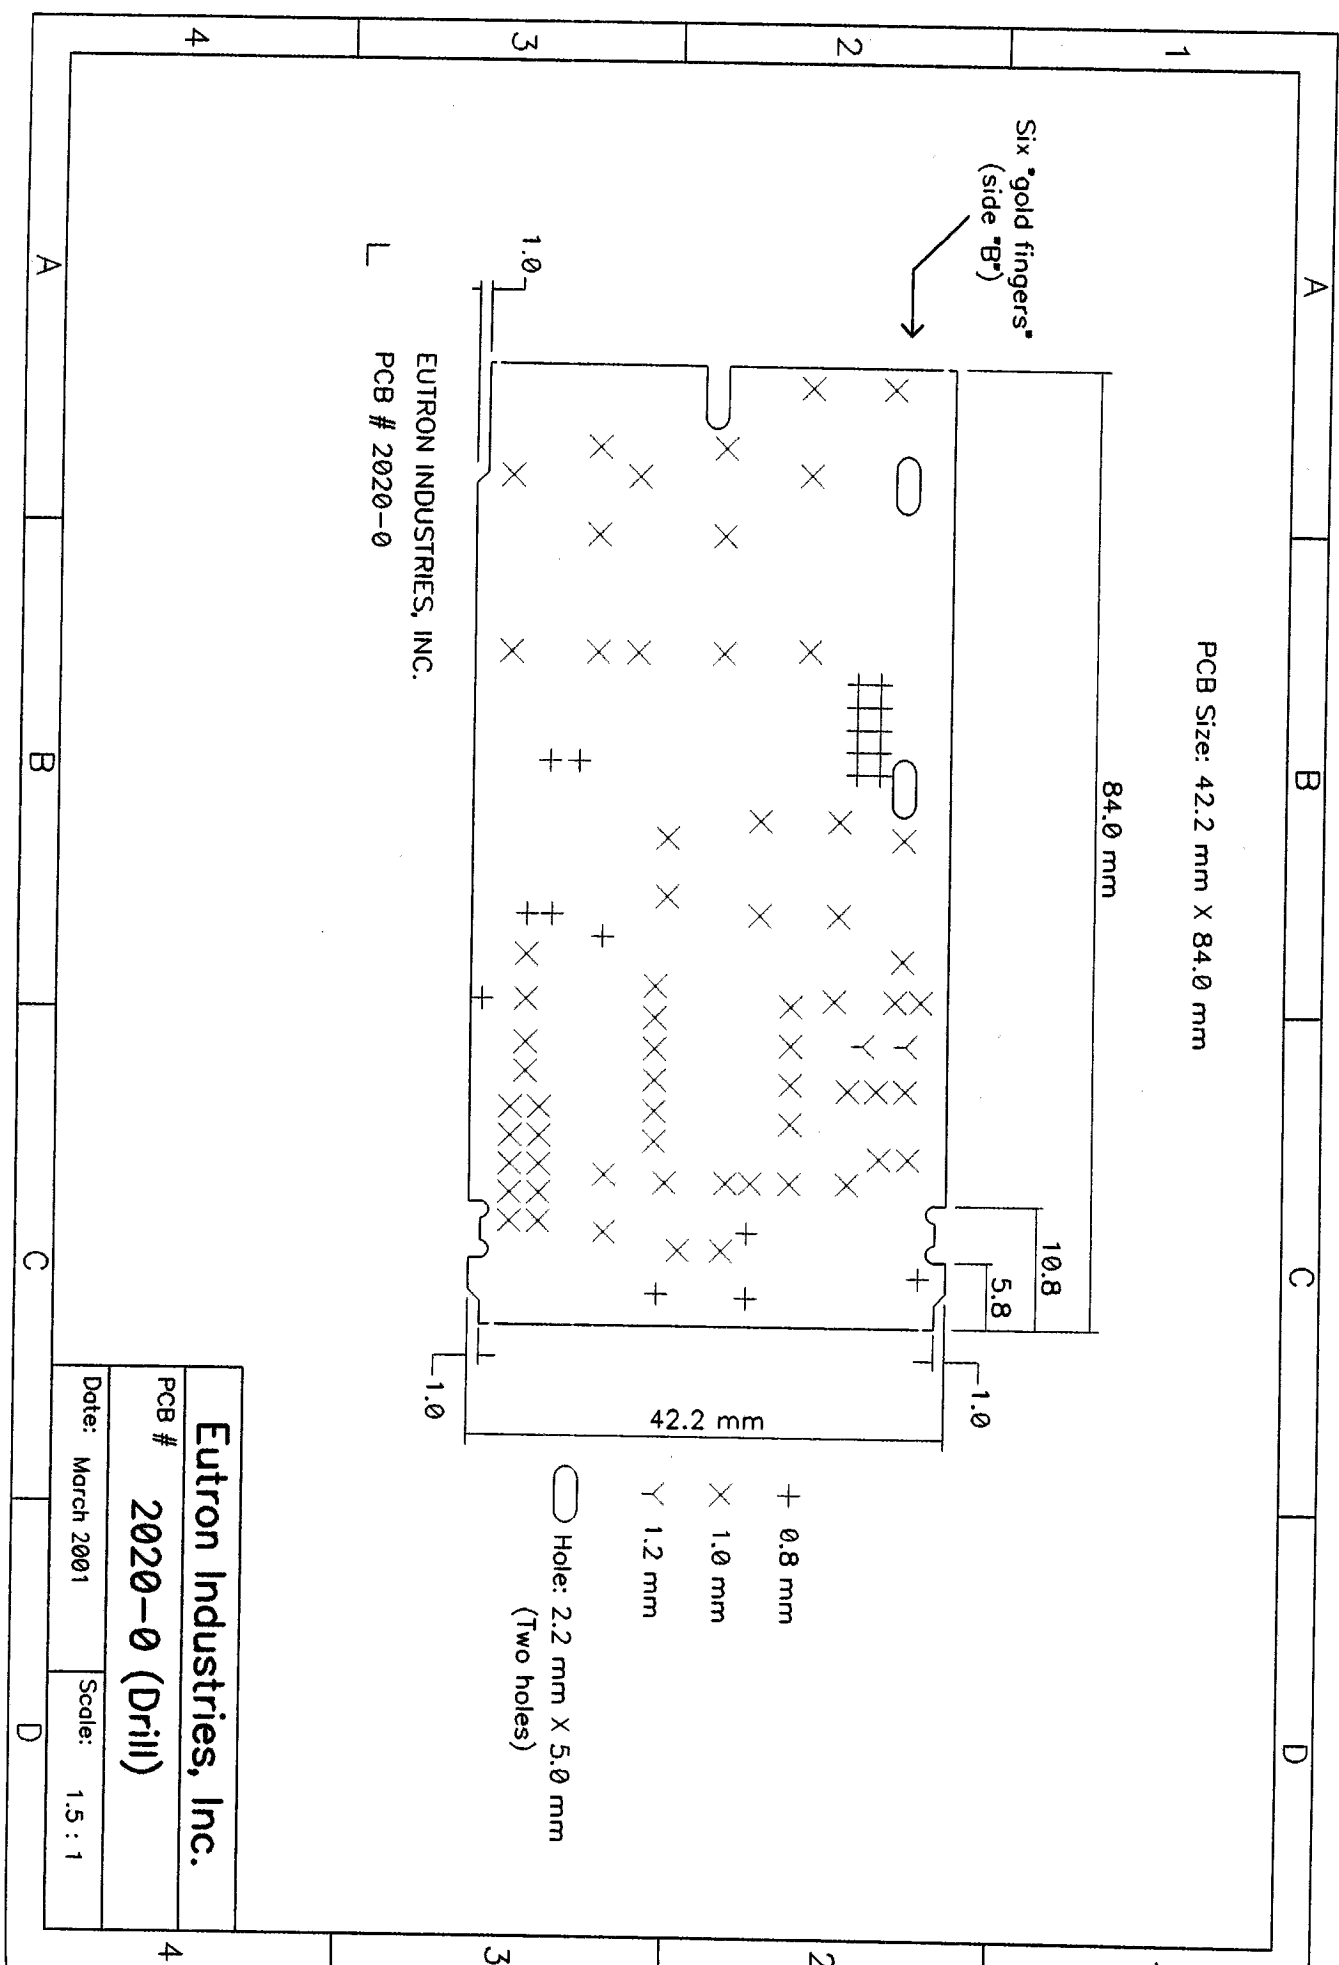 4
3
2
1
A
A
Six "gold fingers"
(side "B")
1.0
EUTRON INDUSTRIES, INC.
PCB # 2020-0
PCB Size: 42.2 mm X 84.0 mm
84.0 mm
B
B
10.8
5.8
1.0
1.0
42.2 mm
C
C
+ 0.8 mm
X 1.0 mm
Y 1.2 mm
Hole: 2.2 mm X 5.0 mm
(Two holes)
Eutron Industries, Inc.
PCB #
2020-0 (Drill)
Date: March 2001
Scale: 1.5 : 1
D
D
4
3
2